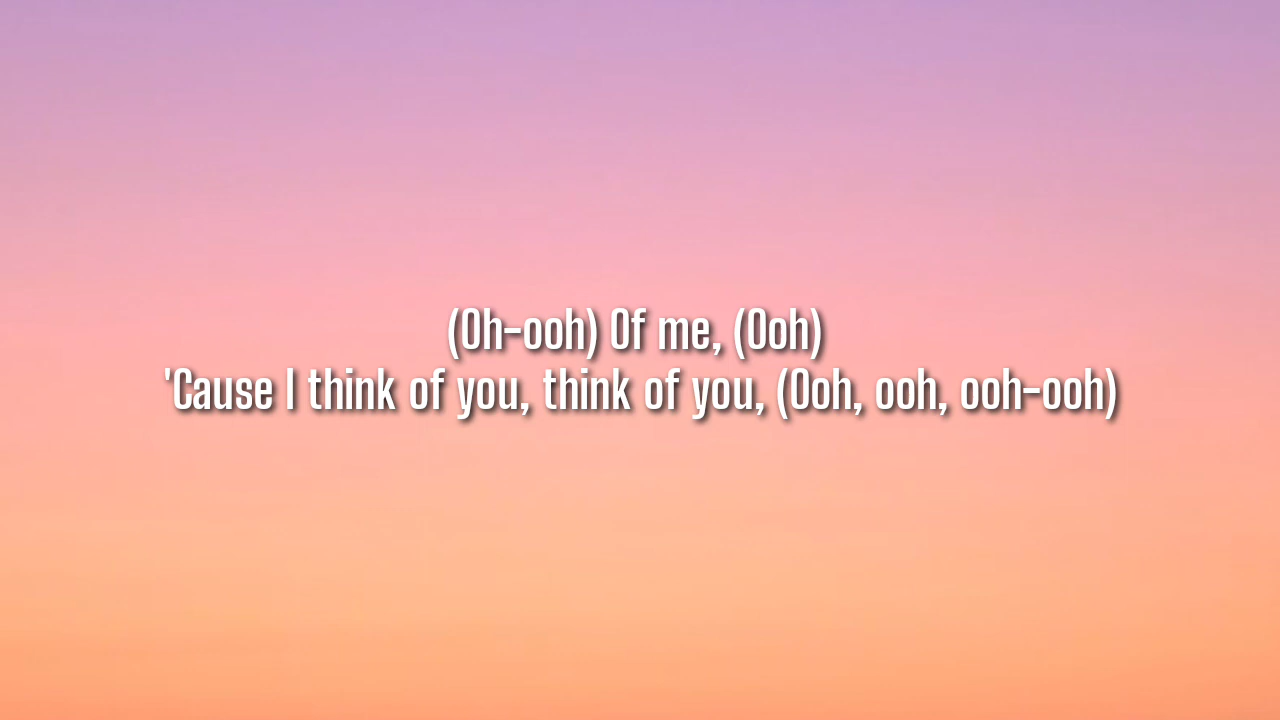 (Oh-ooh) Of me, (Ooh)
'Cause I think of you, think of you, (Ooh, ooh, ooh-ooh)